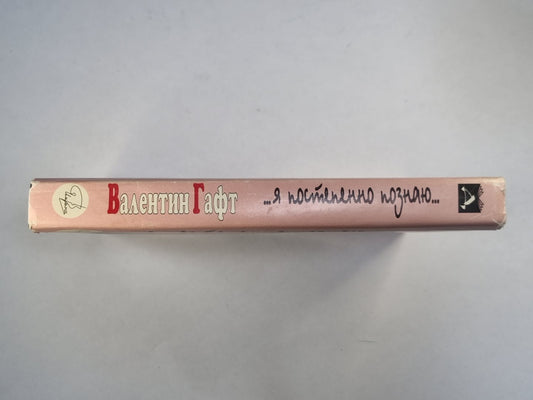 Валентин Гафт
...я постепенно познаю...